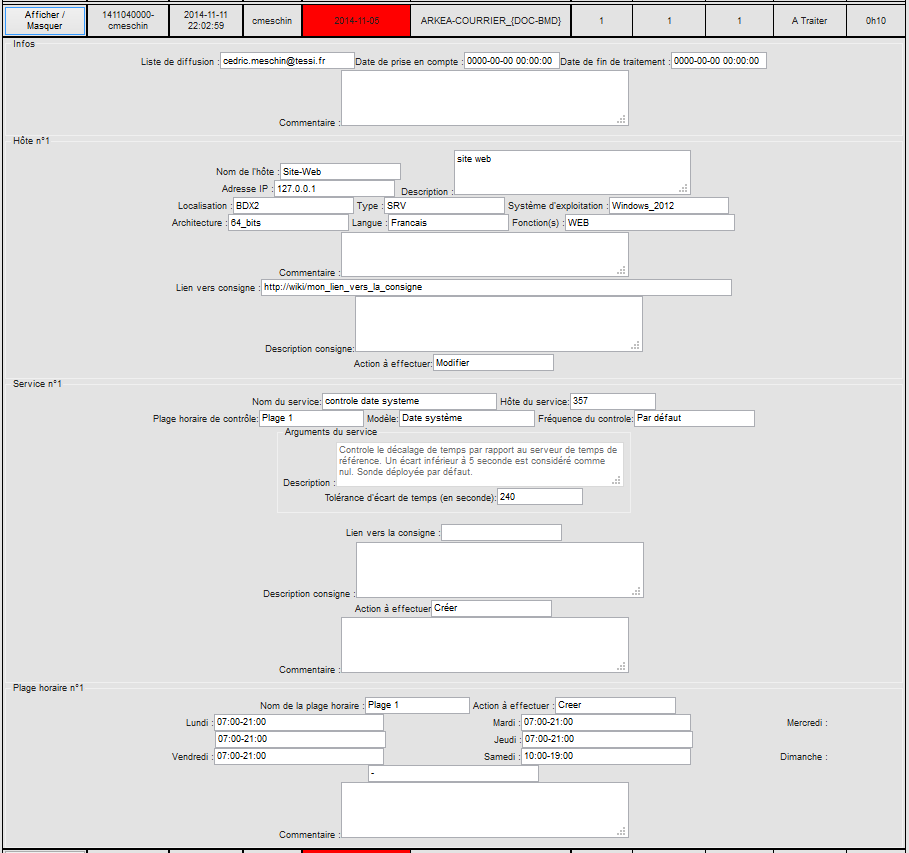 Afficher / Masquer 1411040000-cmeschin 2014-11-11 22:02:59 cmeschin 2014-11-05 ARKEA-COURRIER_{DOC-BMD} 1 1 1 A Traiter 0h10
Infos
Liste de diffusion : cedric.meschin@tessi.fr Date de prise en compte : 0000-00-00 00:00:00 Date de fin de traitement : 0000-00-00 00:00:00
Commentaire :
Hôte n°1
Nom de l'hôte : Site-Web
Adresse IP : 127.0.0.1 Description : site web
Localisation : BDX2 Type : SRV Système d'exploitation : Windows_2012
Architecture : 64_bits Langue : Francais Fonction(s) : WEB
Commentaire :
Lien vers consigne : http://wiki/mon_lien_vers_la_consigne
Description consigne:
Action à effectuer: Modifier
Service n°1
Nom du service: controle date systeme Hôte du service: 357
Plage horaire de contrôle: Plage 1 Modèle: Date système Fréquence du controle: Par défaut
Arguments du service
Controle le décalage de temps par rapport au serveur de temps de
référence. Un écart inférieur à 5 seconde est considéré comme
nul. Sonde déployée par défaut.
Description :
Tolérance d'écart de temps (en seconde): 240
Lien vers la consigne :
Description consigne :
Action à effectuer Créer
Commentaire :
Plage horaire n°1
Nom de la plage horaire : Plage 1 Action à effectuer : Creer
Lundi : 07:00-21:00 Mardi : 07:00-21:00 Mercredi :
07:00-21:00 Jeudi : 07:00-21:00
Vendredi : 07:00-21:00 Samedi : 10:00-19:00 Dimanche :
-
Commentaire :